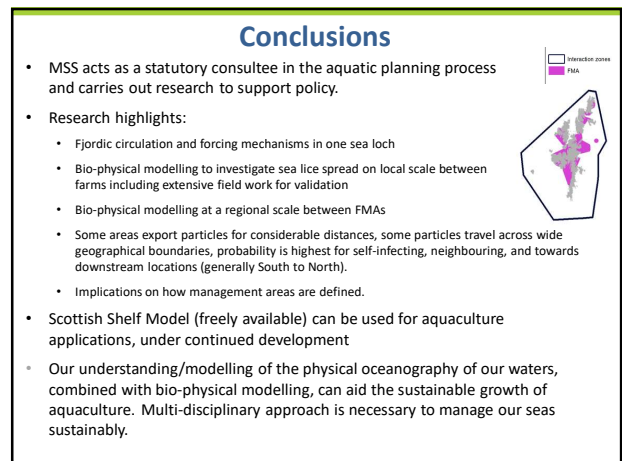 Conclusions
Interaction zones
FMA
• MSS acts as a statutory consultee in the aquatic planning process
and carries out research to support policy.
• Research highlights:
• Fjordic circulation and forcing mechanisms in one sea loch
• Bio-physical modelling to investigate sea lice spread on local scale between
farms including extensive field work for validation
• Bio-physical modelling at a regional scale between FMAs
• Some areas export particles for considerable distances, some particles travel across wide
geographical boundaries, probability is highest for self-infecting, neighbouring, and towards
downstream locations (generally South to North).
• Implications on how management areas are defined.
• Scottish Shelf Model (freely available) can be used for aquaculture
applications, under continued development
• Our understanding/modelling of the physical oceanography of our waters,
combined with bio-physical modelling, can aid the sustainable growth of
aquaculture. Multi-disciplinary approach is necessary to manage our seas
sustainably.